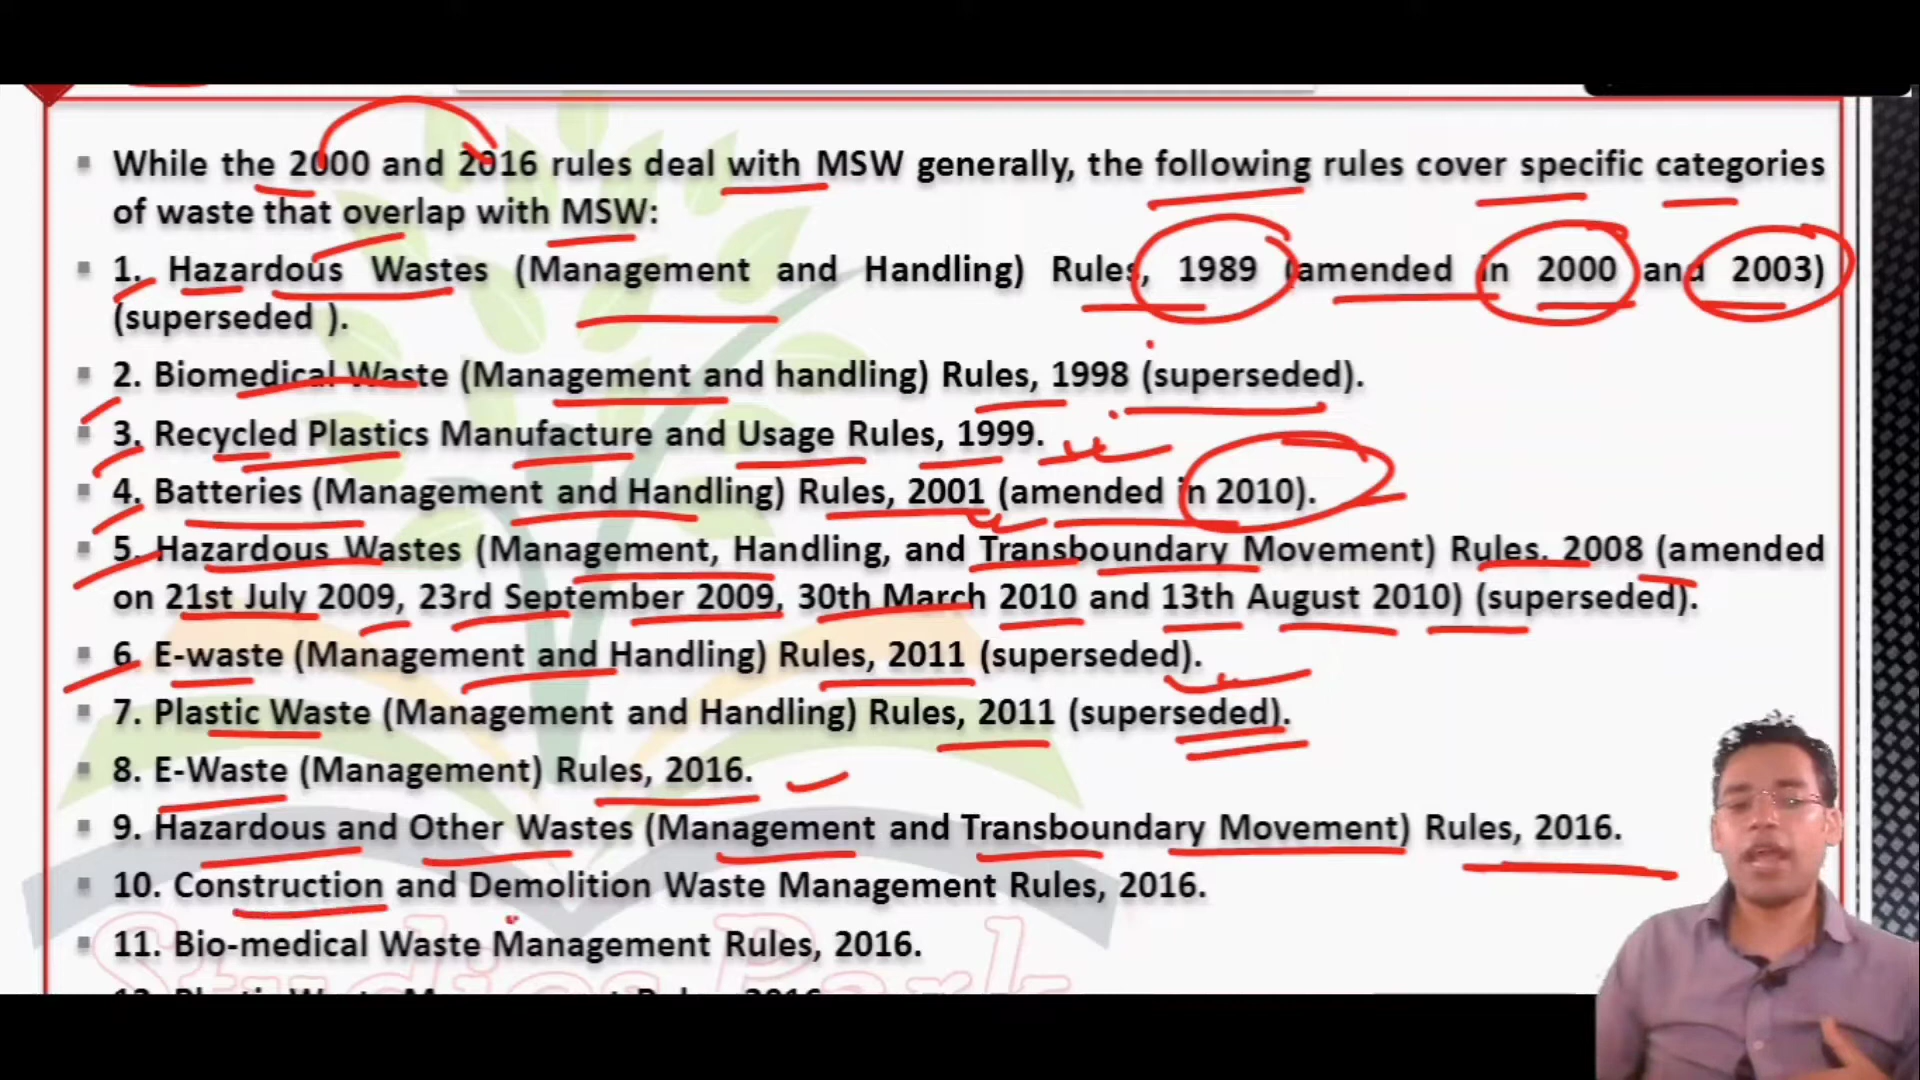 While the 2000 and 2016 rules deal with MSW generally, the following rules cover specific categories
of waste that overlap with MSW:
1. Hazardous Wastes (Management and Handling) Rules, 1989 (amended in 2000 and 2003)
(superseded ).
2. Biomedical Waste (Management and handling) Rules, 1998 (superseded).
3. Recycled Plastics Manufacture and Usage Rules, 1999.
4. Batteries (Management and Handling) Rules, 2001 (amended in 2010).
5. Hazardous Wastes (Management, Handling, and Transboundary Movement) Rules, 2008 (amended
on 21st July 2009, 23rd September 2009, 30th March 2010 and 13th August 2010) (superseded).
6. E-waste (Management and Handling) Rules, 2011 (superseded).
7. Plastic Waste (Management and Handling) Rules, 2011 (superseded).
8. E-Waste (Management) Rules, 2016.
9. Hazardous and Other Wastes (Management and Transboundary Movement) Rules, 2016.
10. Construction and Demolition Waste Management Rules, 2016.
11. Bio-medical Waste Management Rules, 2016.